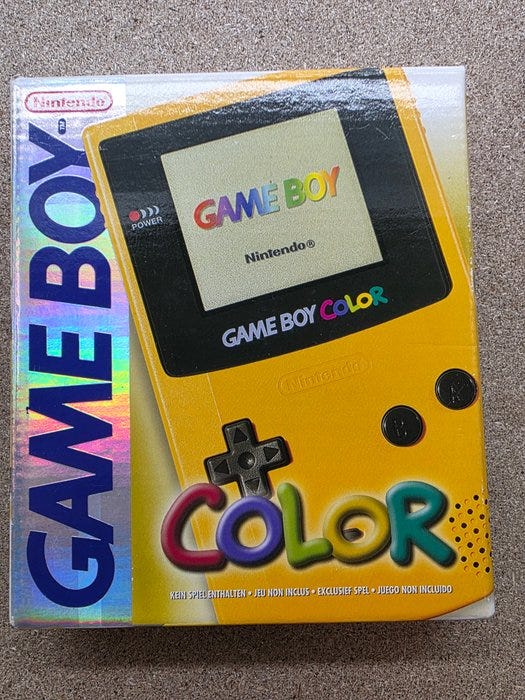 Nintendo
GAME BOY
TM
POWER
GAME BOY
Nintendo®
GAME BOY COLOR
Nintendo
B
A
COLOR
KEIN SPIEL ENTHALTEN • JEU NON INCLUS • EXCLUSIEF SPEL • JUEGO NON INCLUIDO